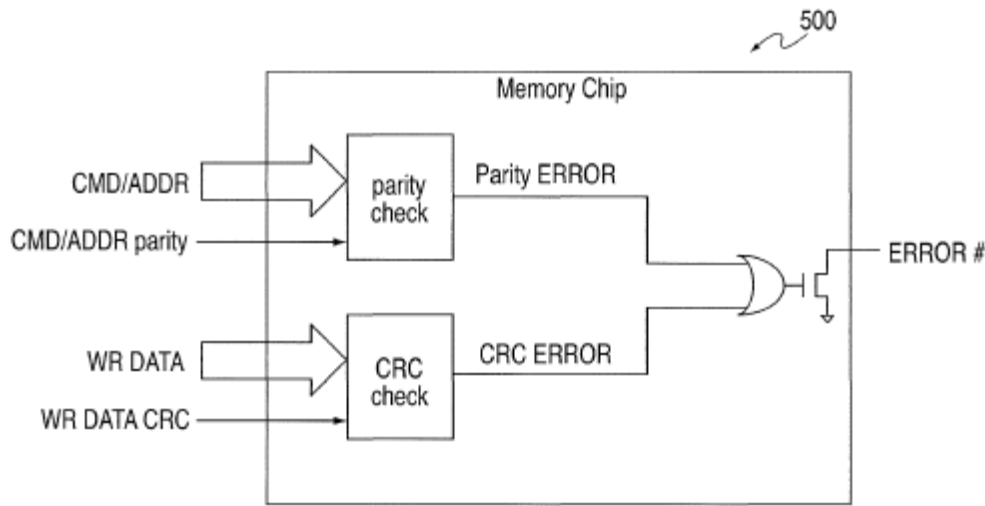 500
Memory Chip
CMD/ADDR
parity
check
Parity ERROR
CMD/ADDR parity
ERROR #
WR DATA
CRC
check
CRC ERROR
WR DATA CRC